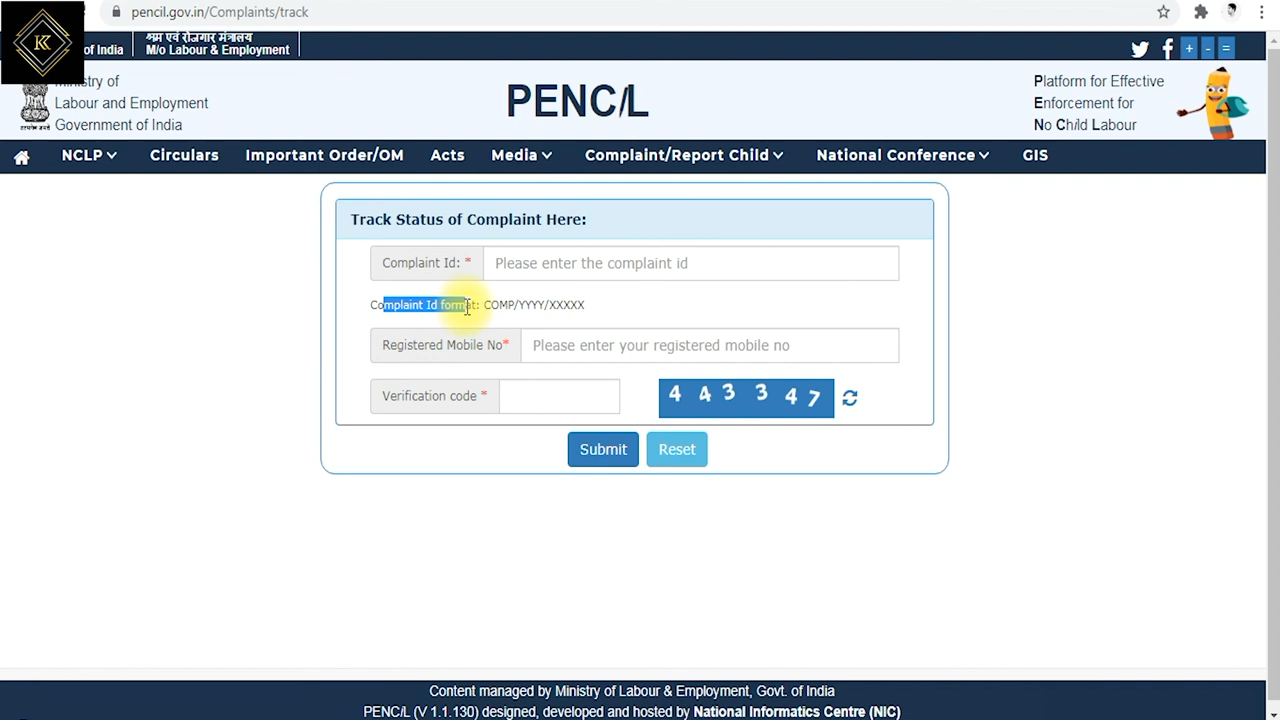 pencil.gov.in/Complaints/track
K
of India
श्रम एवं रोजगार मंत्रालय
M/o Labour & Employment
+ - =
Ministry of
Labour and Employment
Government of India
PENCIL
Platform for Effective
Enforcement for
No Child Labour
NCLP Circulars Important Order/OM Acts Media Complaint/Report Child National Conference GIS
Track Status of Complaint Here:
Complaint Id: * Please enter the complaint id
Complaint Id format: COMP/YYYY/XXXXX
Registered Mobile No* Please enter your registered mobile no
Verification code * 4 4 3 3 4 7
Submit Reset
Content managed by Ministry of Labour & Employment, Govt. of India
PENCIL (V 1.1.130) designed, developed and hosted by National Informatics Centre (NIC)